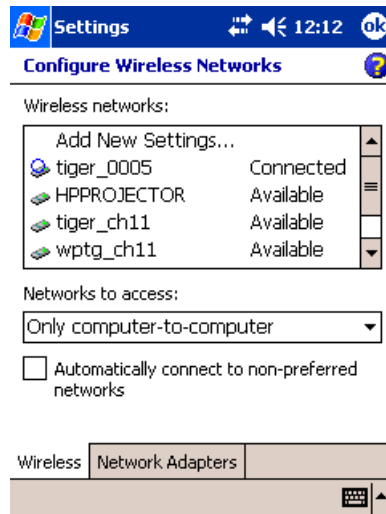 Settings 12:12 ok
Configure Wireless Networks ?
Wireless networks:
Add New Settings...
tiger_0005 Connected
HPPROJECTOR Available
tiger_ch11 Available
wptg_ch11 Available
Networks to access:
Only computer-to-computer
Automatically connect to non-preferred
networks
Wireless Network Adapters